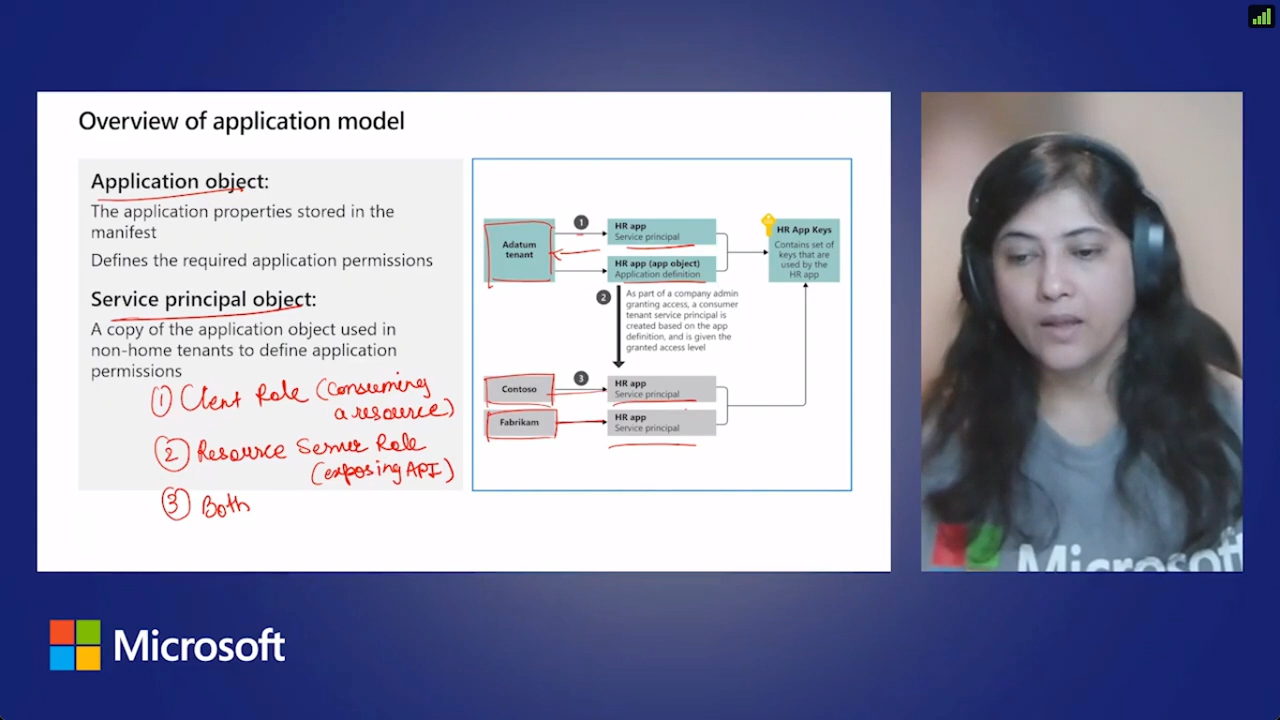 Overview of application model
Application object:
The application properties stored in the
manifest
Defines the required application permissions
Service principal object:
A copy of the application object used in
non-home tenants to define application
permissions
① Client Role (Consuming
a resource)
② Resource Server Role
(exposing API)
③ Both
Adatum
tenant
1
HR app
Service principal
HR app (app object)
Application definition
HR App Keys
Contains set of
keys that are
used by the
HR app
2
As part of a company admin
granting access, a consumer
tenant service principal is
created based on the app
definition, and is given the
granted access level
Contoso
3
HR app
Service principal
Fabrikam
HR app
Service principal
Microsoft
Microsoft